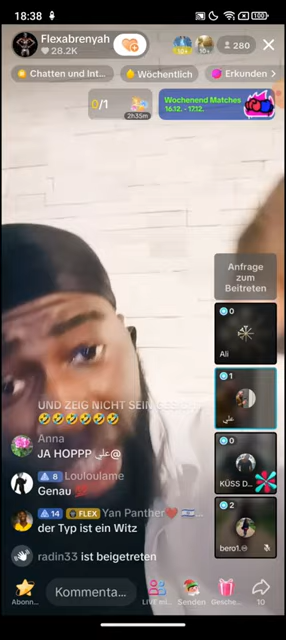 18:38
100
Flexabrenyah
28.2K
280
Chatten und Int...
Wöchentlich
Erkunden >
0/1
2h35m
Wochenend Matches
16.12. - 17.12.
Anfrage
zum
Beitreten
0
Ali
1
علي
0
KÜSS D...
2
bero1.
UND ZEIG NICHT SEIN
🤣🤣🤣🤣🤣🤣
Anna
JA HOPPP علي@
8 Louloulame
Genau 💯
14 FLEX Yan Panther❤️🇮🇱...
der Typ ist ein Witz
radin33 ist beigetreten
Abonn...
Kommenta...
LIVE mi...
Senden
Gesche...
10